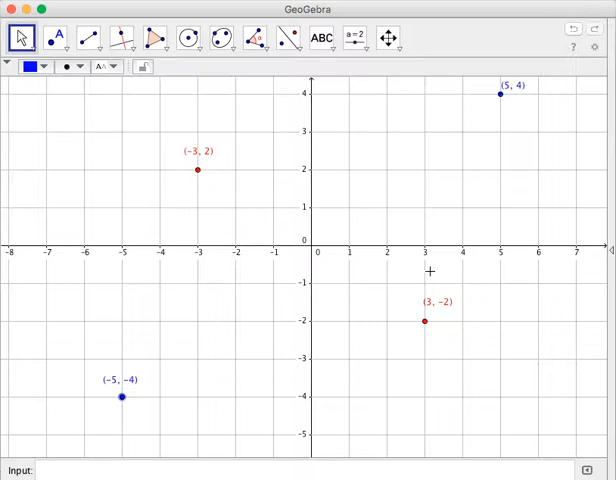 GeoGebra
A
α
ABC
a=2
?
AA
(5, 4)
(-3, 2)
(3, -2)
(-5, -4)
4
3
2
1
0
-1
-2
-3
-4
-5
-8 -7 -6 -5 -4 -3 -2 -1 0 1 2 3 4 5 6 7
Input: